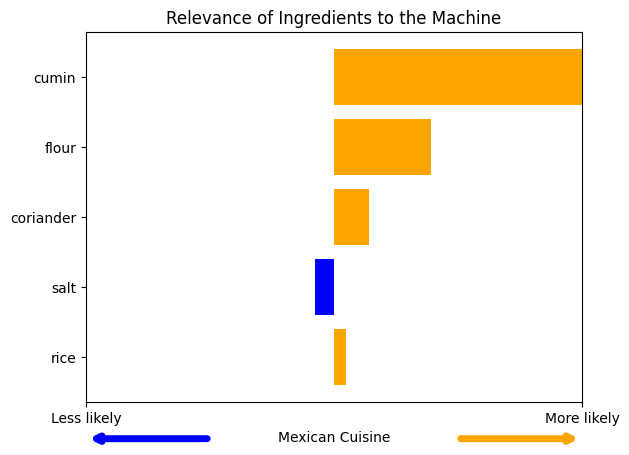 Relevance of Ingredients to the Machine
cumin
flour
coriander
salt
rice
Less likely
More likely
Mexican Cuisine